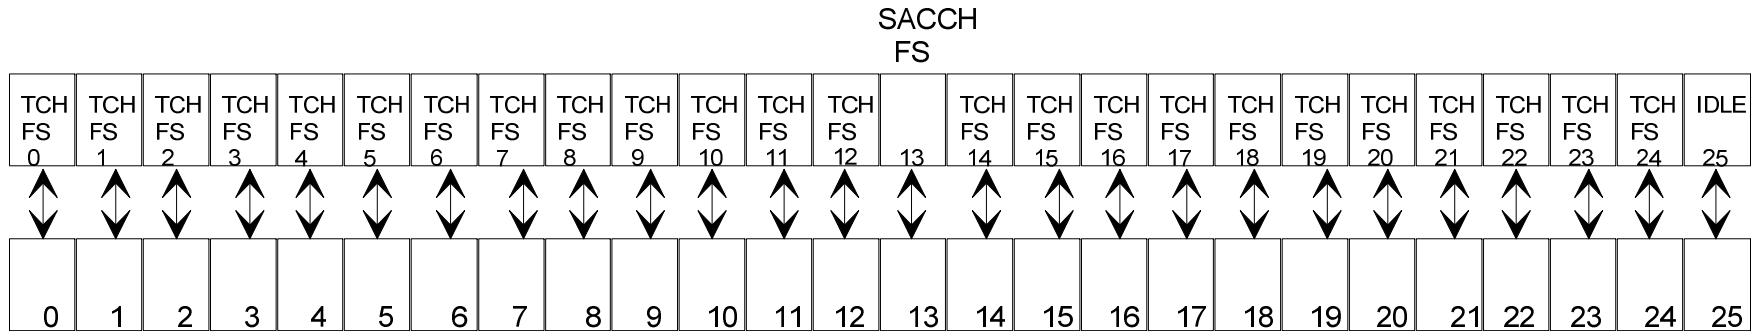 SACCH
FS
TCH TCH TCH TCH TCH TCH TCH TCH TCH TCH TCH TCH TCH TCH TCH TCH TCH TCH TCH TCH TCH TCH TCH TCH IDLE
FS FS FS FS FS FS FS FS FS FS FS FS FS FS FS FS FS FS FS FS FS FS FS FS
0 1 2 3 4 5 6 7 8 9 10 11 12 13 14 15 16 17 18 19 20 21 22 23 24 25
0 1 2 3 4 5 6 7 8 9 10 11 12 13 14 15 16 17 18 19 20 21 22 23 24 25